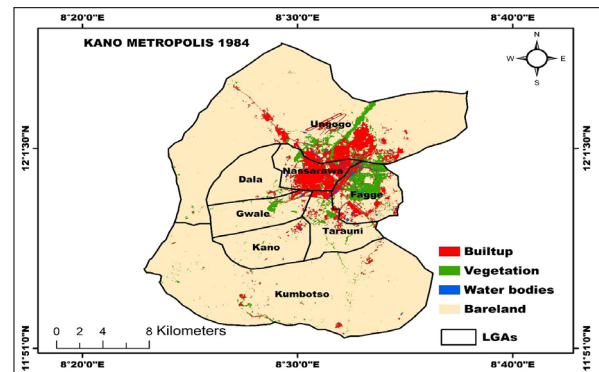 8°20'0"E 8°30'0"E 8°40'0"E
KANO METROPOLIS 1984
N
W E
S
12°1'30"N 12°1'30"N
Ungogo
Nassarawa
Dala
Fagge
Gwale
Tarauni
Kano
Kumbotso
Builtup
Vegetation
Water bodies
Bareland
LGAs
0 2 4 8 Kilometers
11°51'0"N 11°51'0"N
8°20'0"E 8°30'0"E 8°40'0"E